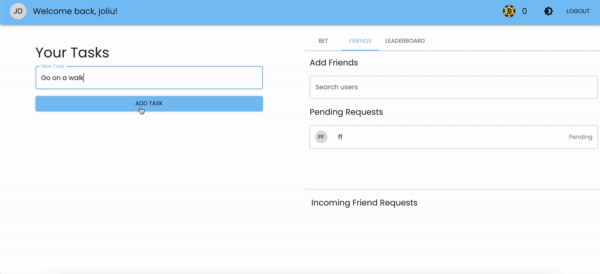 JO Welcome back, joliu! 0 LOGOUT
Your Tasks
New Task
Go on a walk
ADD TASK
BET FRIENDS LEADERBOARD
Add Friends
Search users
Pending Requests
FF ff Pending
Incoming Friend Requests